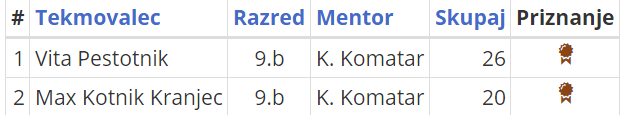 # Tekmovalec Razred Mentor Skupaj Priznanje
1 Vita Pestotnik 9.b K. Komatar 26
2 Max Kotnik Kranjec 9.b K. Komatar 20